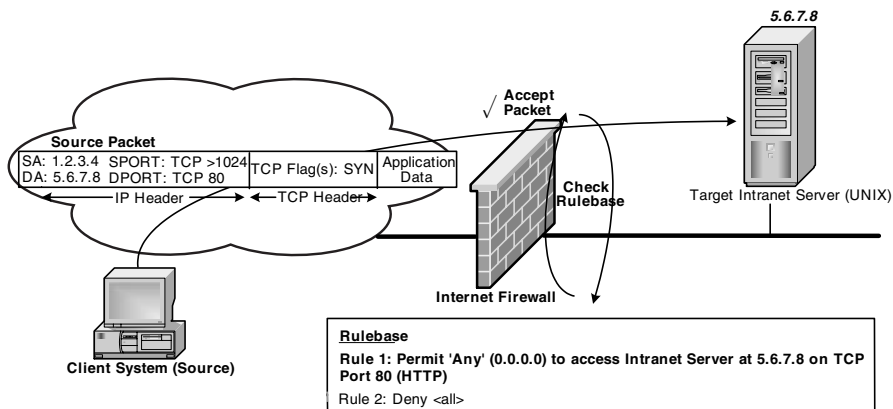 5.6.7.8
√ Accept
Packet
Source Packet
SA: 1.2.3.4 SPORT: TCP >1024
DA: 5.6.7.8 DPORT: TCP 80
TCP Flag(s): SYN
Application
Data
IP Header
TCP Header
Check
Rulebase
Target Intranet Server (UNIX)
Internet Firewall
Client System (Source)
Rulebase
Rule 1: Permit 'Any' (0.0.0.0) to access Intranet Server at 5.6.7.8 on TCP
Port 80 (HTTP)
Rule 2: Deny <all>